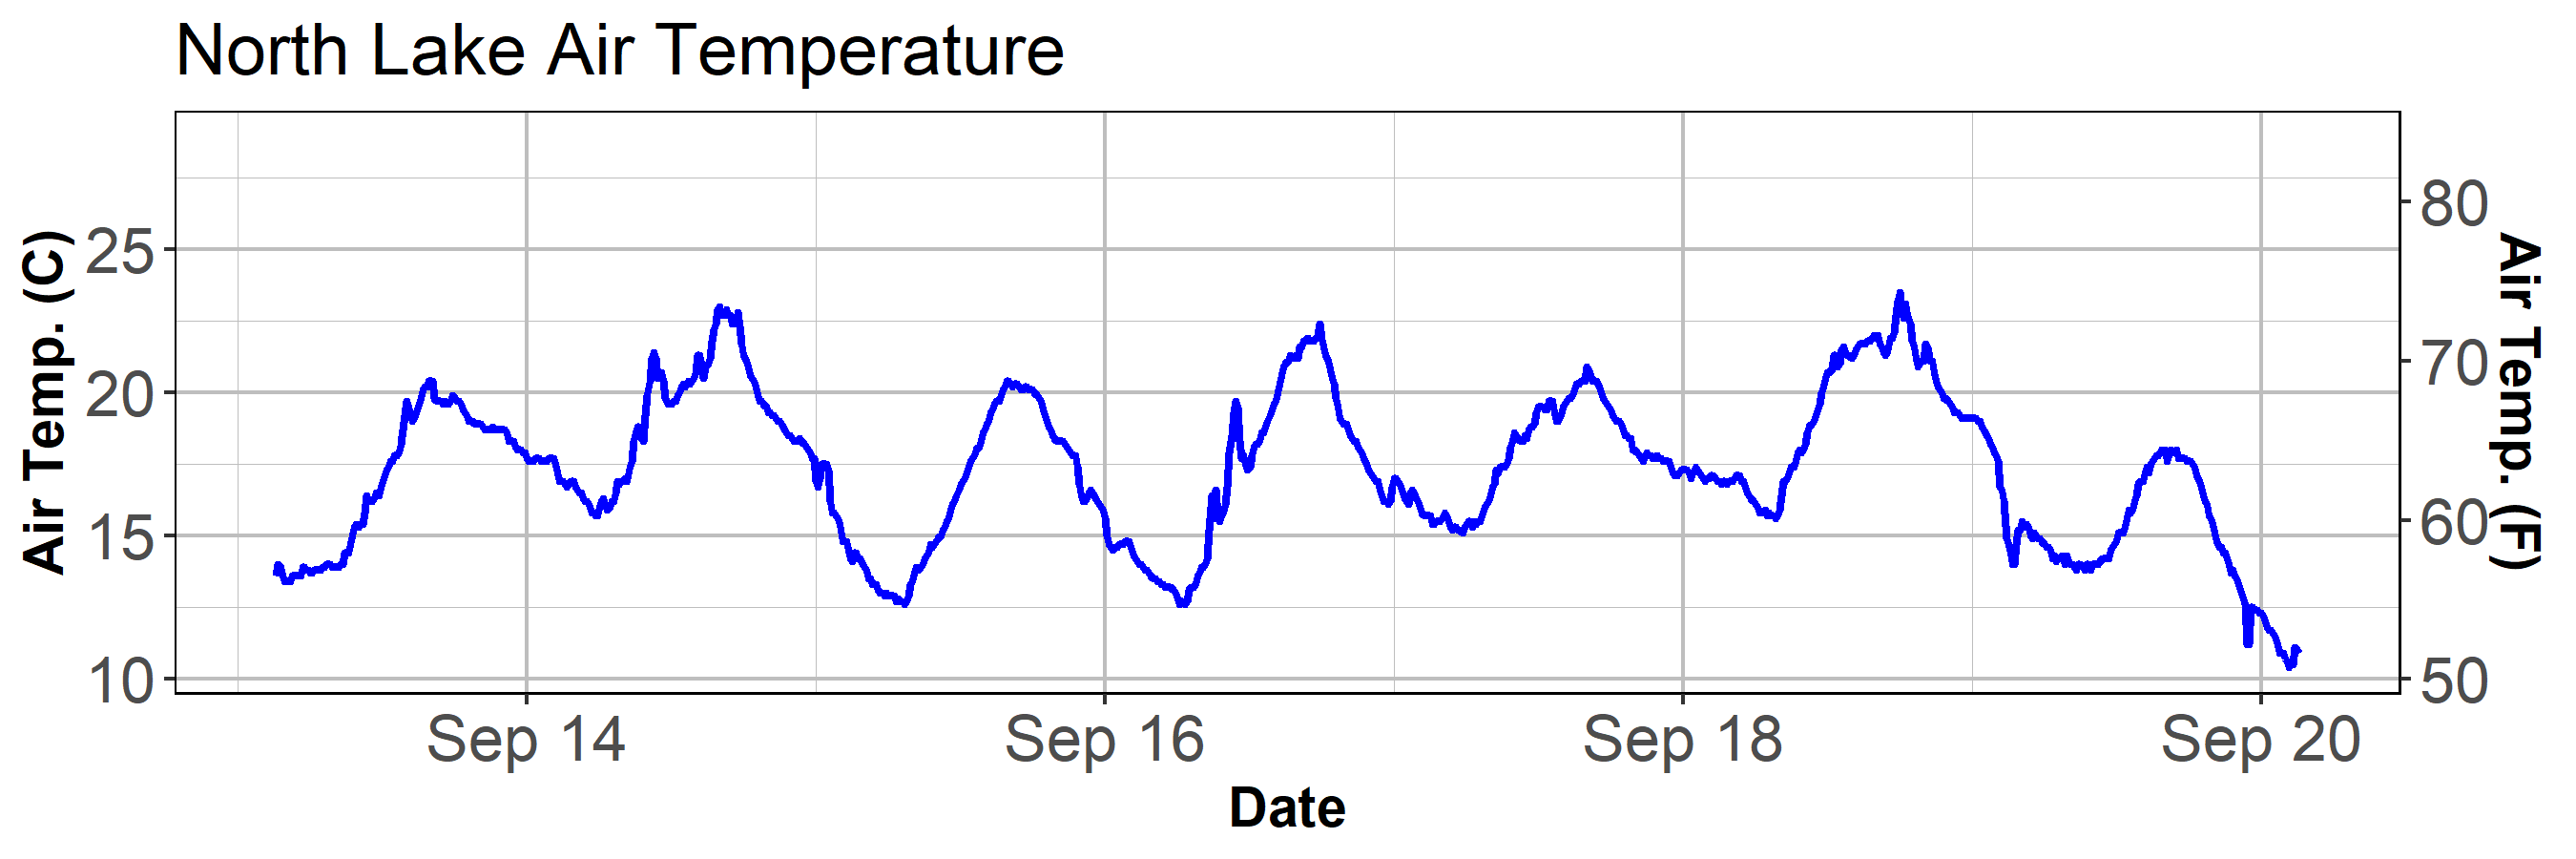 North Lake Air Temperature
Air Temp. (C)
25
20
15
10
80
70
60
50
Air Temp. (F)
Sep 14
Sep 16
Sep 18
Sep 20
Date